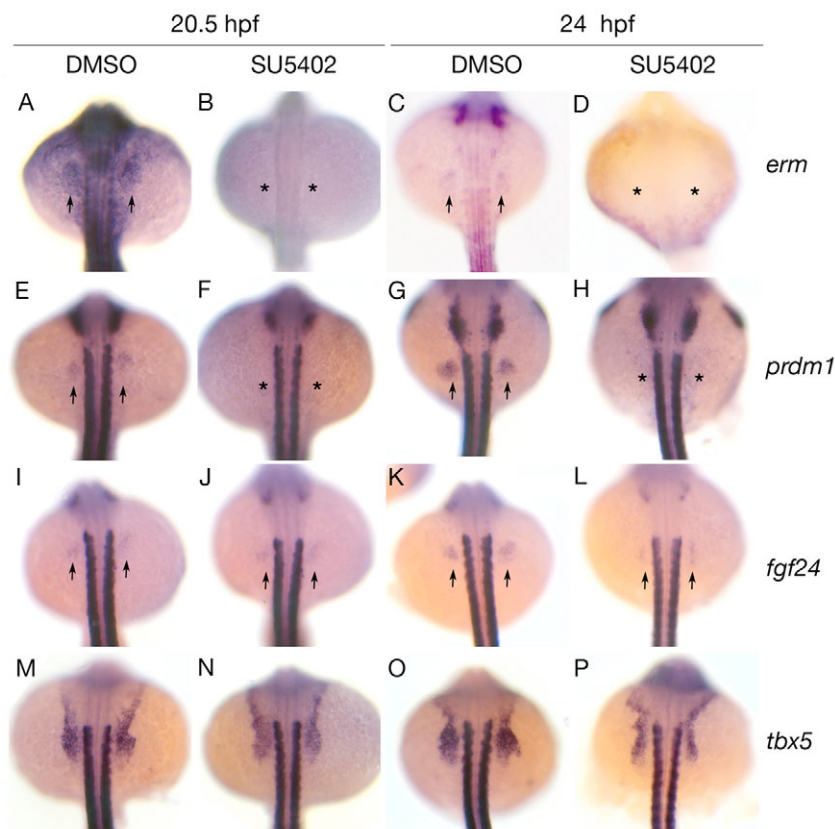 20.5 hpf 24 hpf
DMSO SU5402 DMSO SU5402
A B C D
* * * *
erm
E F G H
* * * *
prdm1
I J K L
fgf24
M N O P
tbx5